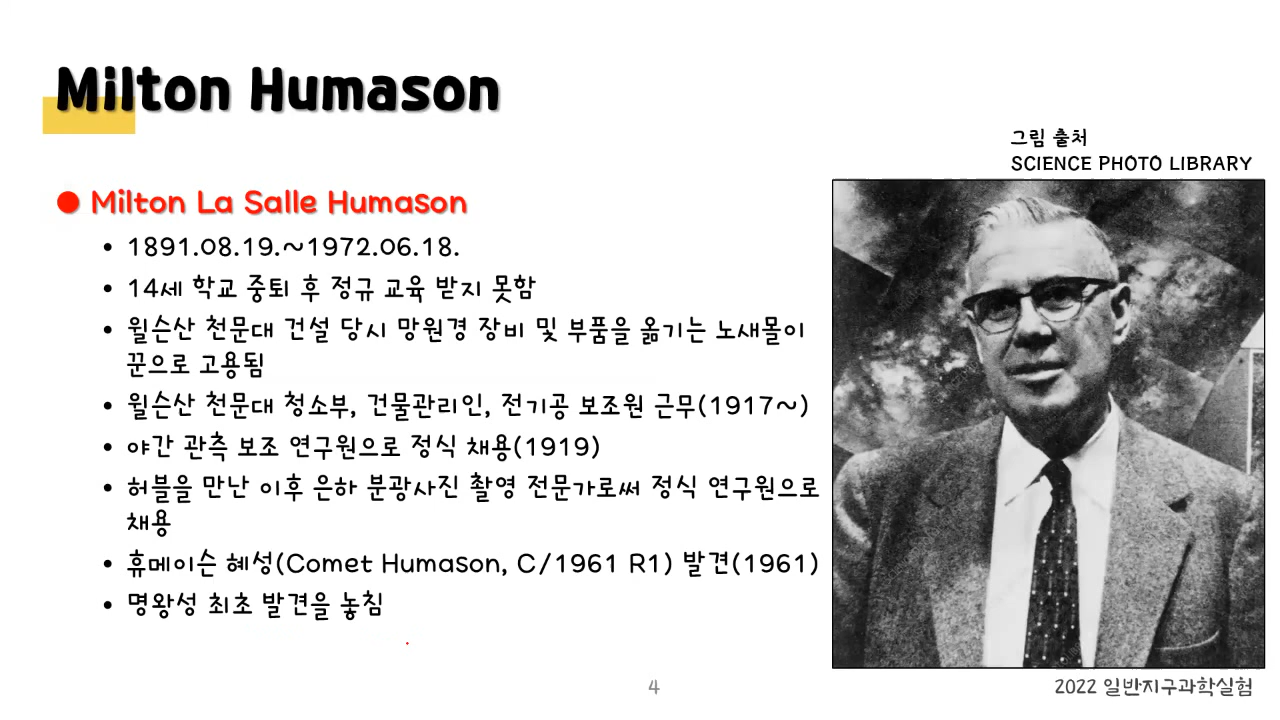 Milton Humason
그림 출처
SCIENCE PHOTO LIBRARY
● Milton La Salle Humason
• 1891.08.19.~1972.06.18.
• 14세 학교 중퇴 후 정규 교육 받지 못함
• 윌슨산 천문대 건설 당시 망원경 장비 및 부품을 옮기는 노새몰이
꾼으로 고용됨
• 윌슨산 천문대 청소부, 건물관리인, 전기공 보조원 근무(1917~)
• 야간 관측 보조 연구원으로 정식 채용(1919)
• 허블을 만난 이후 은하 분광사진 촬영 전문가로써 정식 연구원으로
채용
• 휴메이슨 혜성(Comet Humason, C/1961 R1) 발견(1961)
• 명왕성 최초 발견을 놓침
4
2022 일반지구과학실험